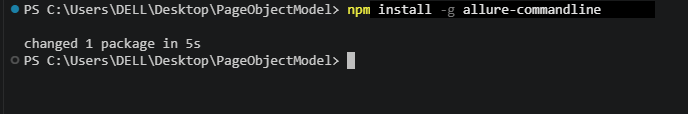 PS C:\Users\DELL\Desktop\PageObjectModel> npm install -g allure-commandline
changed 1 package in 5s
PS C:\Users\DELL\Desktop\PageObjectModel>